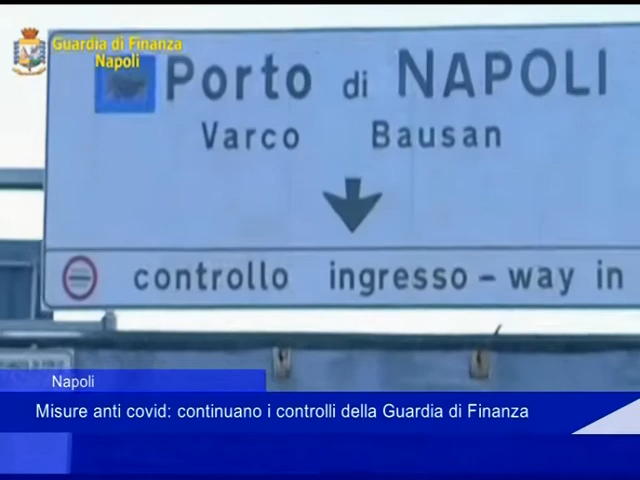 Guardia di Finanza
Napoli
Porto di NAPOLI
Varco Bausan
controllo ingresso - way in
Napoli
Misure anti covid: continuano i controlli della Guardia di Finanza